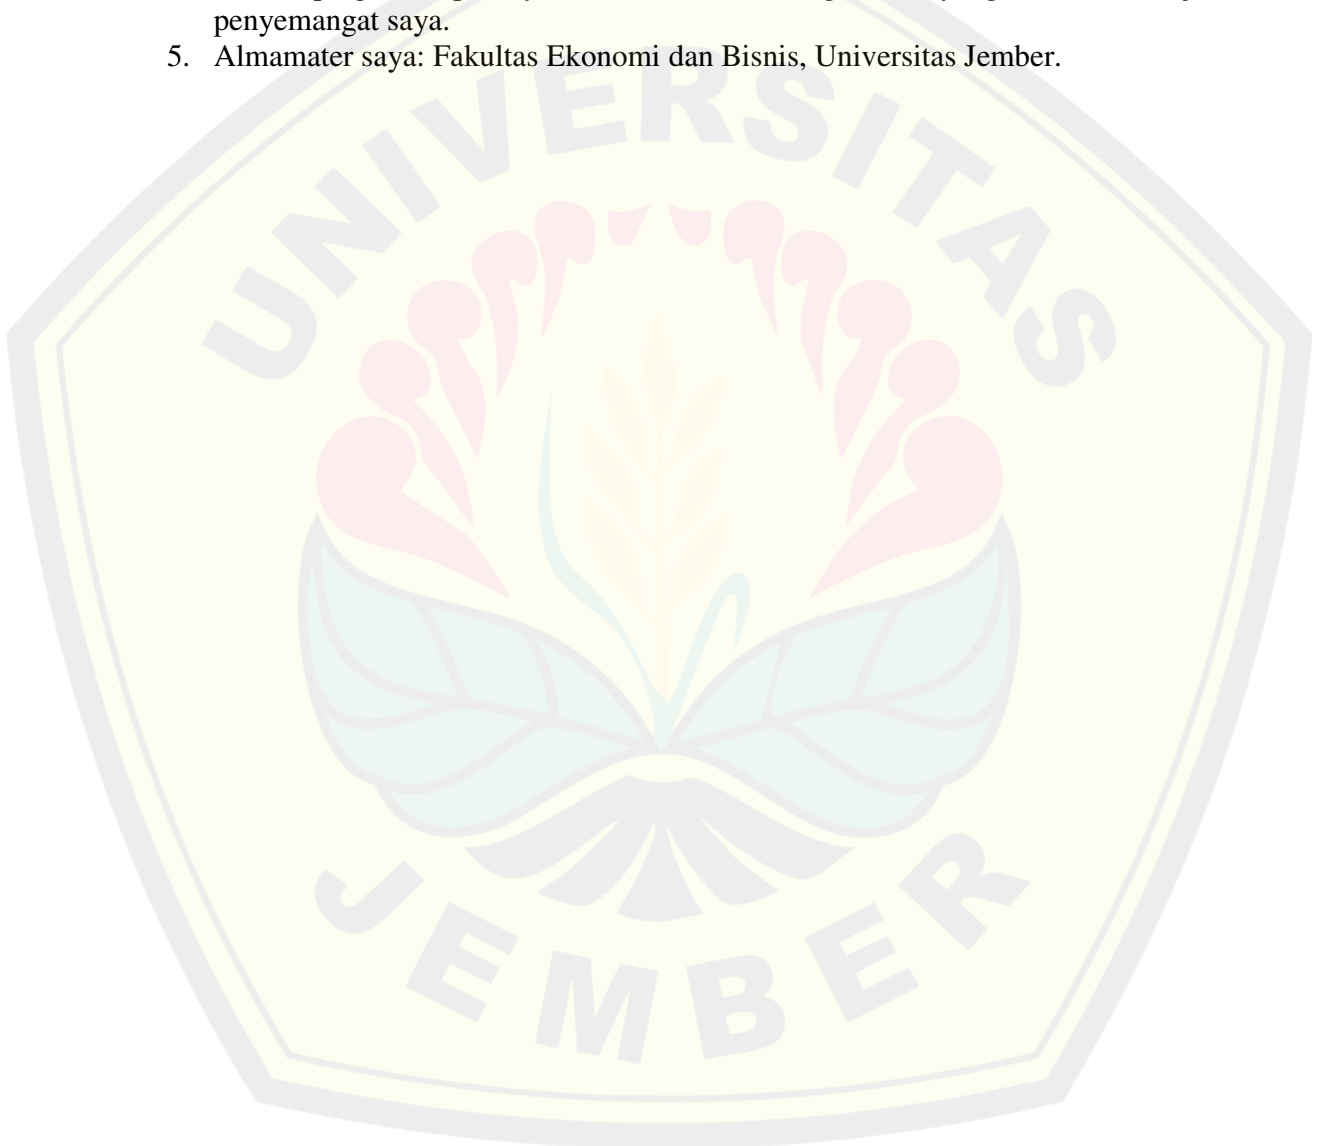 penyemangat saya.
5. Almamater saya: Fakultas Ekonomi dan Bisnis, Universitas Jember.
UNIVERSITAS
JEMBER